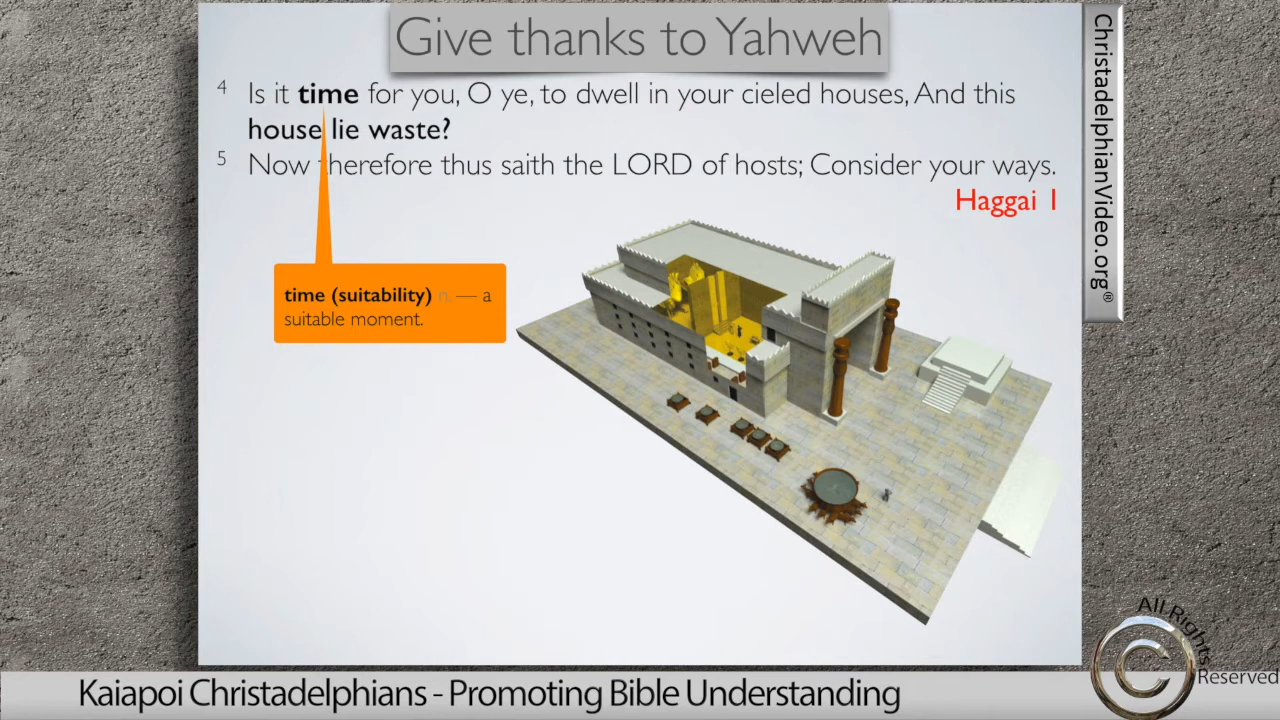 Give thanks to Yahweh
4 Is it time for you, O ye, to dwell in your cieled houses, And this
house lie waste?
5 Now therefore thus saith the LORD of hosts; Consider your ways.
Haggai 1
time (suitability) n. — a
suitable moment.
ChristadelphianVideo.org®
All Rights
Reserved
©
Kaiapoi Christadelphians - Promoting Bible Understanding